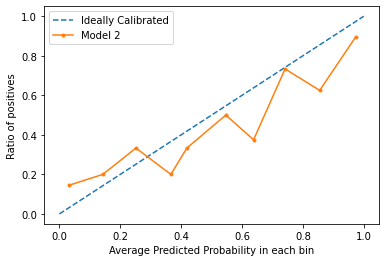 Ideally Calibrated
Model 2
Ratio of positives
1.0
0.8
0.6
0.4
0.2
0.0
0.0 0.2 0.4 0.6 0.8 1.0
Average Predicted Probability in each bin